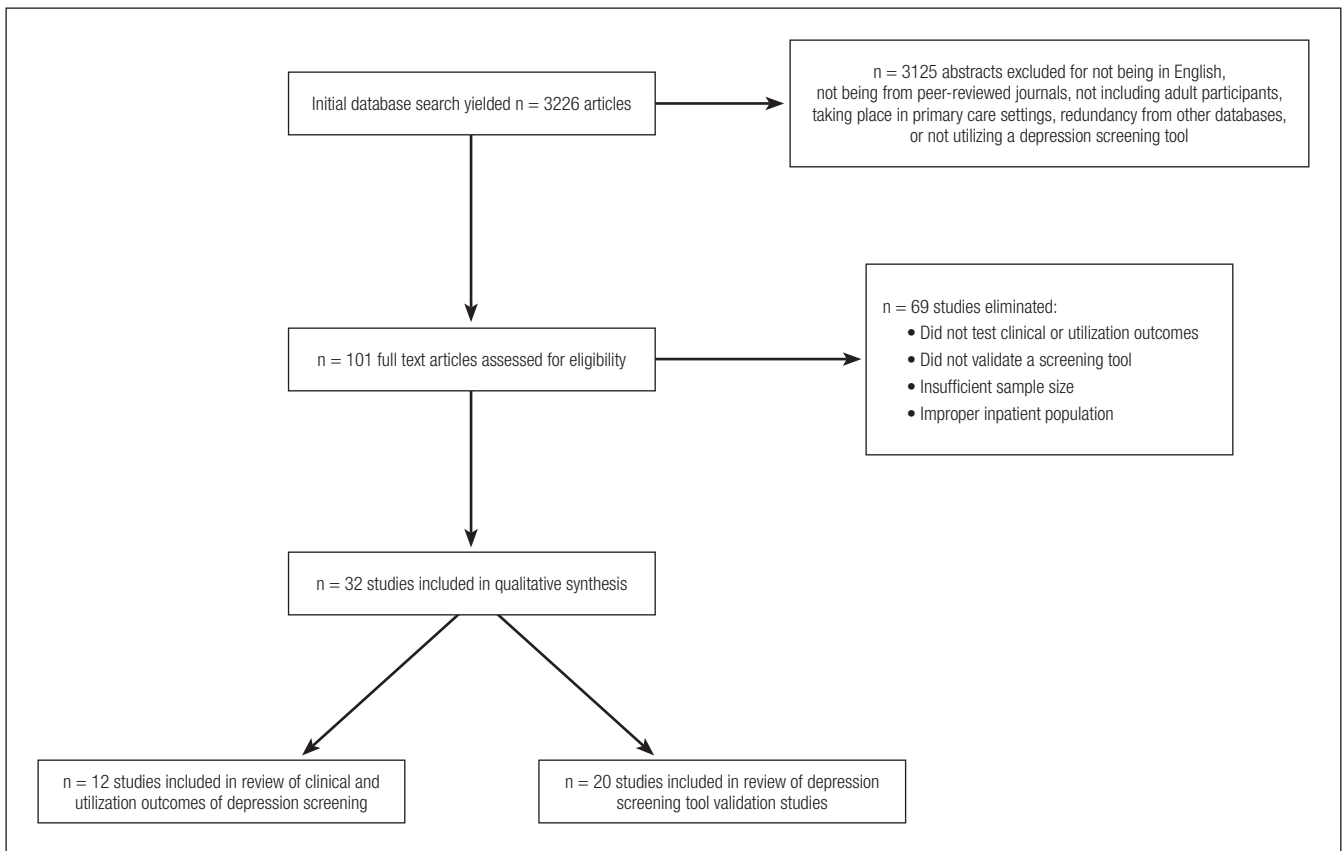 Initial database search yielded n = 3226 articles
n = 3125 abstracts excluded for not being in English,
not being from peer-reviewed journals, not including adult participants,
taking place in primary care settings, redundancy from other databases,
or not utilizing a depression screening tool
n = 101 full text articles assessed for eligibility
n = 69 studies eliminated:
• Did not test clinical or utilization outcomes
• Did not validate a screening tool
• Insufficient sample size
• Improper inpatient population
n = 32 studies included in qualitative synthesis
n = 12 studies included in review of clinical and
utilization outcomes of depression screening
n = 20 studies included in review of depression
screening tool validation studies